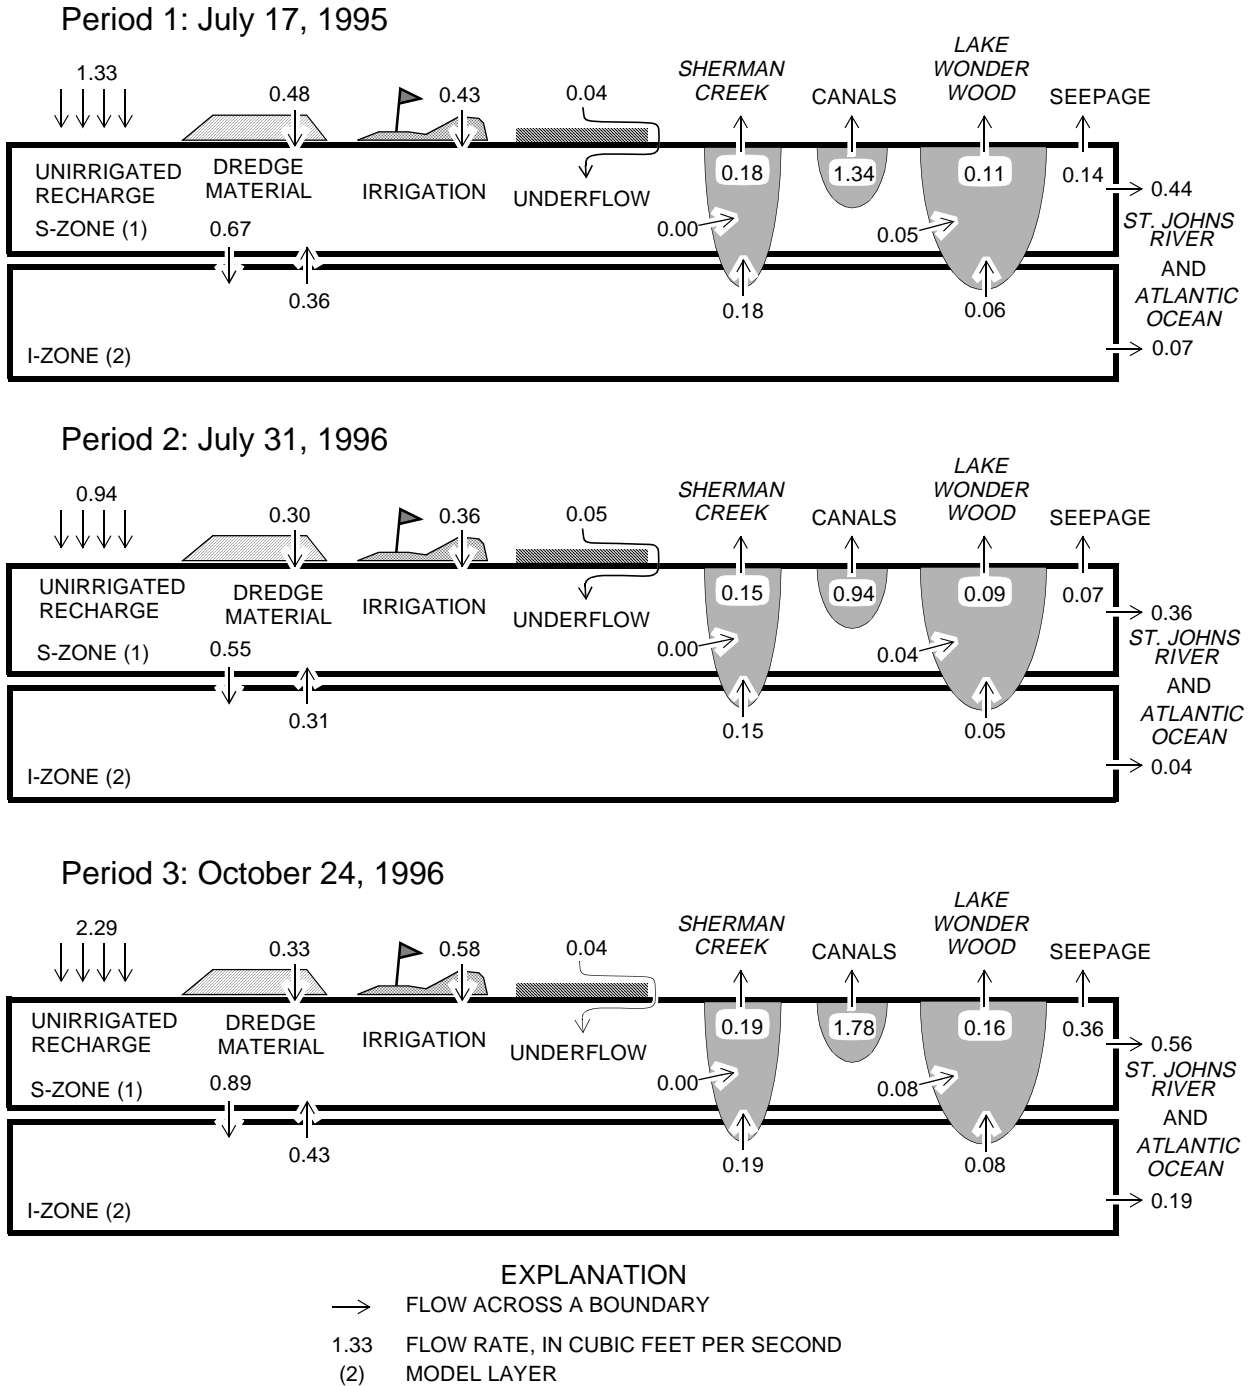 Period 1: July 17, 1995
1.33
0.48
0.43
0.04
SHERMAN
CREEK
CANALS
LAKE
WONDER
WOOD
SEEPAGE
UNIRRIGATED
RECHARGE
DREDGE
MATERIAL
IRRIGATION
UNDERFLOW
0.18
1.34
0.11
0.14
0.44
S-ZONE (1)
0.67
0.00
0.05
ST. JOHNS
RIVER
AND
ATLANTIC
OCEAN
0.36
0.18
0.06
I-ZONE (2)
0.07
Period 2: July 31, 1996
0.94
0.30
0.36
0.05
SHERMAN
CREEK
CANALS
LAKE
WONDER
WOOD
SEEPAGE
UNIRRIGATED
RECHARGE
DREDGE
MATERIAL
IRRIGATION
UNDERFLOW
0.15
0.94
0.09
0.07
0.36
S-ZONE (1)
0.55
0.00
0.04
ST. JOHNS
RIVER
AND
ATLANTIC
OCEAN
0.31
0.15
0.05
I-ZONE (2)
0.04
Period 3: October 24, 1996
2.29
0.33
0.58
0.04
SHERMAN
CREEK
CANALS
LAKE
WONDER
WOOD
SEEPAGE
UNIRRIGATED
RECHARGE
DREDGE
MATERIAL
IRRIGATION
UNDERFLOW
0.19
1.78
0.16
0.36
0.56
S-ZONE (1)
0.89
0.00
0.08
ST. JOHNS
RIVER
AND
ATLANTIC
OCEAN
0.43
0.19
0.08
I-ZONE (2)
0.19
EXPLANATION
FLOW ACROSS A BOUNDARY
1.33 FLOW RATE, IN CUBIC FEET PER SECOND
(2) MODEL LAYER